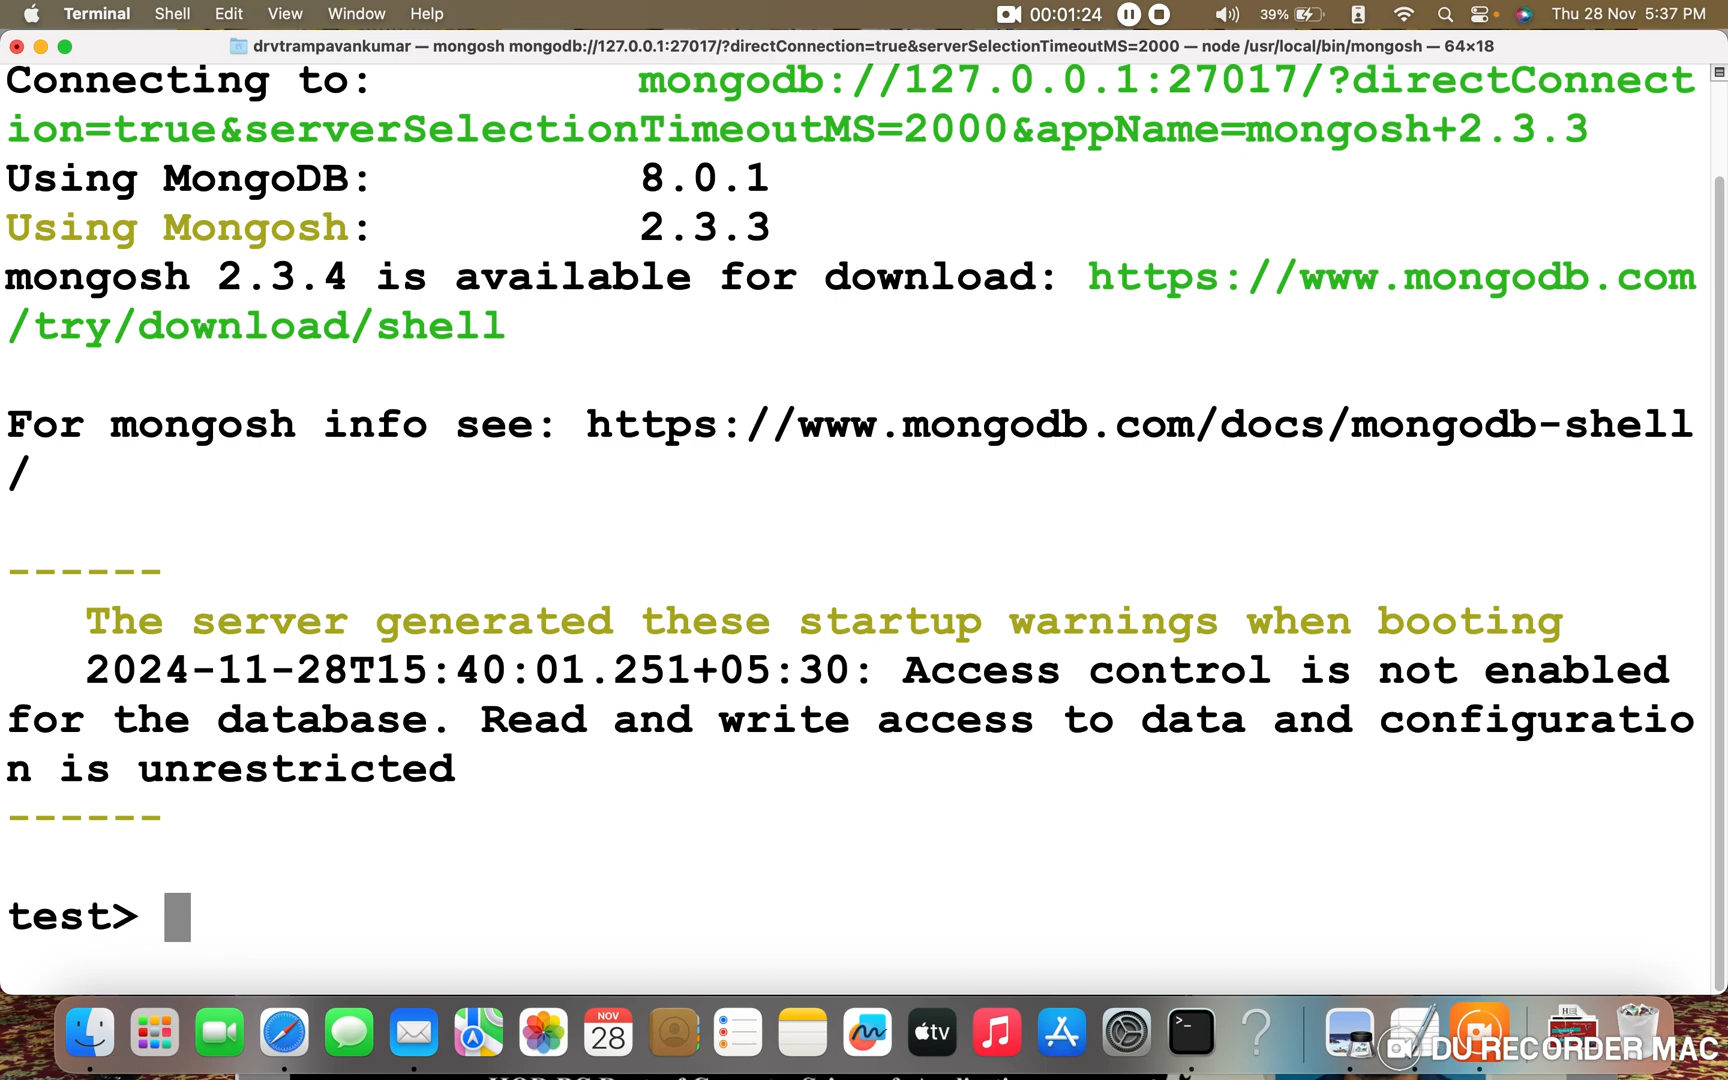 Terminal Shell Edit View Window Help 00:01:24 39% Thu 28 Nov 5:37 PM
drvtrampavankumar — mongosh mongodb://127.0.0.1:27017/?directConnection=true&serverSelectionTimeoutMS=2000 — node /usr/local/bin/mongosh — 64×18
Connecting to: mongodb://127.0.0.1:27017/?directConnect
ion=true&serverSelectionTimeoutMS=2000&appName=mongosh+2.3.3
Using MongoDB: 8.0.1
Using Mongosh: 2.3.3
mongosh 2.3.4 is available for download: https://www.mongodb.com
/try/download/shell
For mongosh info see: https://www.mongodb.com/docs/mongodb-shell
/
------
The server generated these startup warnings when booting
2024-11-28T15:40:01.251+05:30: Access control is not enabled
for the database. Read and write access to data and configuratio
n is unrestricted
------
test>
NOV
28
tv
>_
?
DU RECORDER MAC